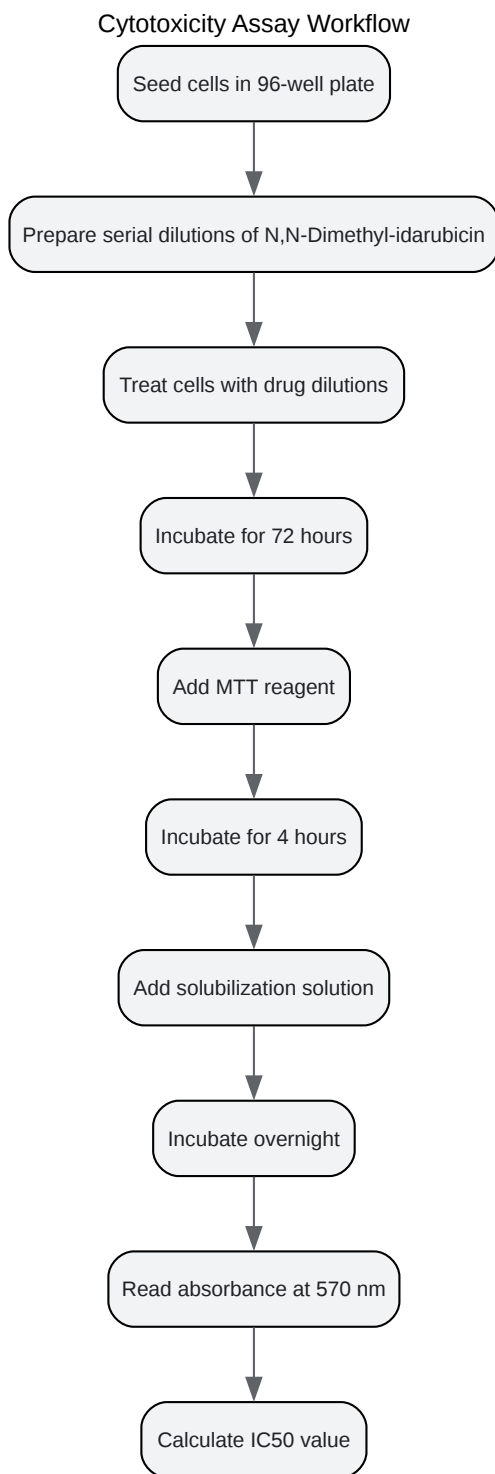 Cytotoxicity Assay Workflow
Seed cells in 96-well plate
Prepare serial dilutions of N,N-Dimethyl-idarubicin
Treat cells with drug dilutions
Incubate for 72 hours
Add MTT reagent
Incubate for 4 hours
Add solubilization solution
Incubate overnight
Read absorbance at 570 nm
Calculate IC50 value